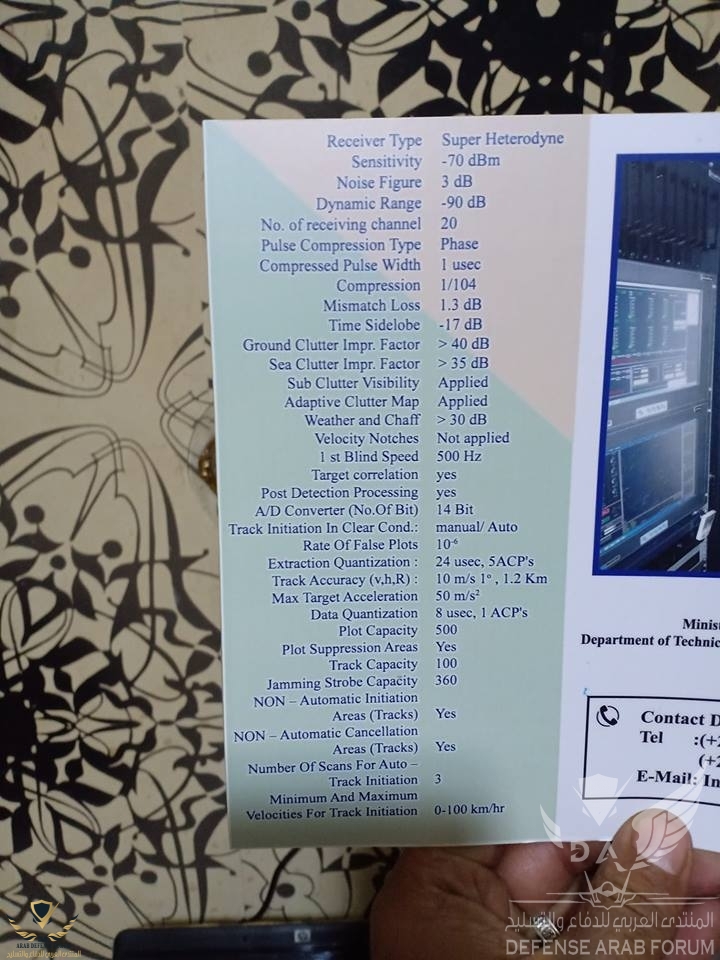 Receiver Type Super Heterodyne
Sensitivity -70 dBm
Noise Figure 3 dB
Dynamic Range -90 dB
No. of receiving channel 20
Pulse Compression Type Phase
Compressed Pulse Width 1 usec
Compression 1/104
Mismatch Loss 1.3 dB
Time Sidelobe -17 dB
Ground Clutter Impr. Factor > 40 dB
Sea Clutter Impr. Factor > 35 dB
Sub Clutter Visibility Applied
Adaptive Clutter Map Applied
Weather and Chaff > 30 dB
Velocity Notches Not applied
1 st Blind Speed 500 Hz
Target correlation yes
Post Detection Processing yes
A/D Converter (No.Of Bit) 14 Bit
Track Initiation In Clear Cond.: manual/ Auto
Rate Of False Plots 10⁻⁶
Extraction Quantization : 24 usec, 5ACP's
Track Accuracy (v,h,R) : 10 m/s 1º , 1.2 Km
Max Target Acceleration 50 m/s²
Data Quantization 8 usec, 1 ACP's
Plot Capacity 500
Plot Suppression Areas Yes
Track Capacity 100
Jamming Strobe Capacity 360
NON – Automatic Initiation
Areas (Tracks) Yes
NON – Automatic Cancellation
Areas (Tracks) Yes
Number Of Scans For Auto –
Track Initiation 3
Minimum And Maximum
Velocities For Track Initiation 0-100 km/hr
Minist
Department of Technic
Contact D
Tel :(+2
(+2
E-Mail: In
DA
المنتدى العربي للدفاع والتسليح
DEFENSE ARAB FORUM